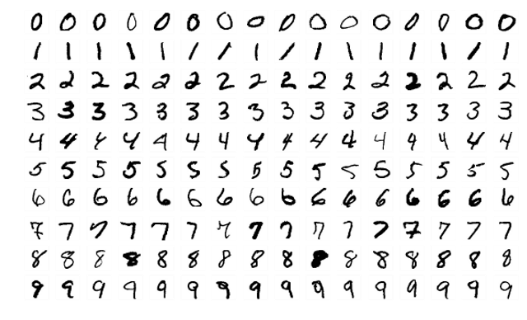 0 0 0 0 0 0 0 0 0 0 0 0 0 0 0 0
1 1 1 1 1 1 1 1 1 1 1 1 1 1 1 1
2 2 2 2 2 2 2 2 2 2 2 2 2 2 2 2
3 3 3 3 3 3 3 3 3 3 3 3 3 3 3 3
4 4 4 4 4 4 4 4 4 4 4 4 4 4 4 4
5 5 5 5 5 5 5 5 5 5 5 5 5 5 5 5
6 6 6 6 6 6 6 6 6 6 6 6 6 6 6 6
7 7 7 7 7 7 7 7 7 7 7 7 7 7 7 7
8 8 8 8 8 8 8 8 8 8 8 8 8 8 8 8
9 9 9 9 9 9 9 9 9 9 9 9 9 9 9 9